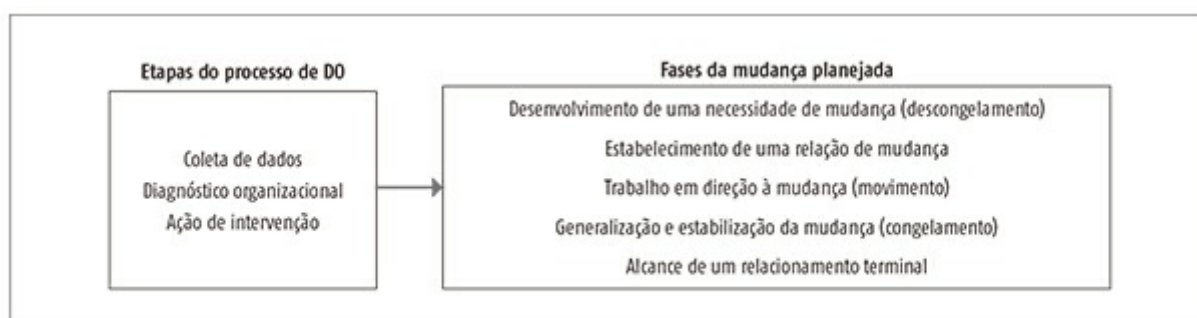 Etapas do processo de DO
Coleta de dados
Diagnóstico organizacional
Ação de intervenção
Fases da mudança planejada
Desenvolvimento de uma necessidade de mudança (descongelamento)
Estabelecimento de uma relação de mudança
Trabalho em direção à mudança (movimento)
Generalização e estabilização da mudança (congelamento)
Alcance de um relacionamento terminal